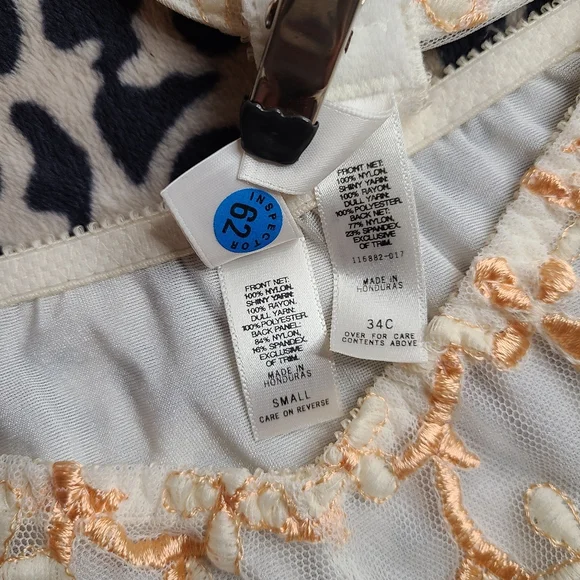 INSPECTOR
62
FRONT NET:
100% NYLON.
SHINY YARN:
100% RAYON.
DULL YARN:
100% POLYESTER.
BACK PANEL:
84% NYLON,
16% SPANDEX.
EXCLUSIVE
OF TRIM.
MADE IN
HONDURAS
SMALL
CARE ON REVERSE
FRONT NET:
100% NYLON.
SHINY YARN:
100% RAYON.
DULL YARN:
100% POLYESTER.
BACK NET:
77% NYLON,
23% SPANDEX.
EXCLUSIVE
OF TRIM.
116882-017
MADE IN
HONDURAS
34C
OVER FOR CARE
CONTENTS ABOVE